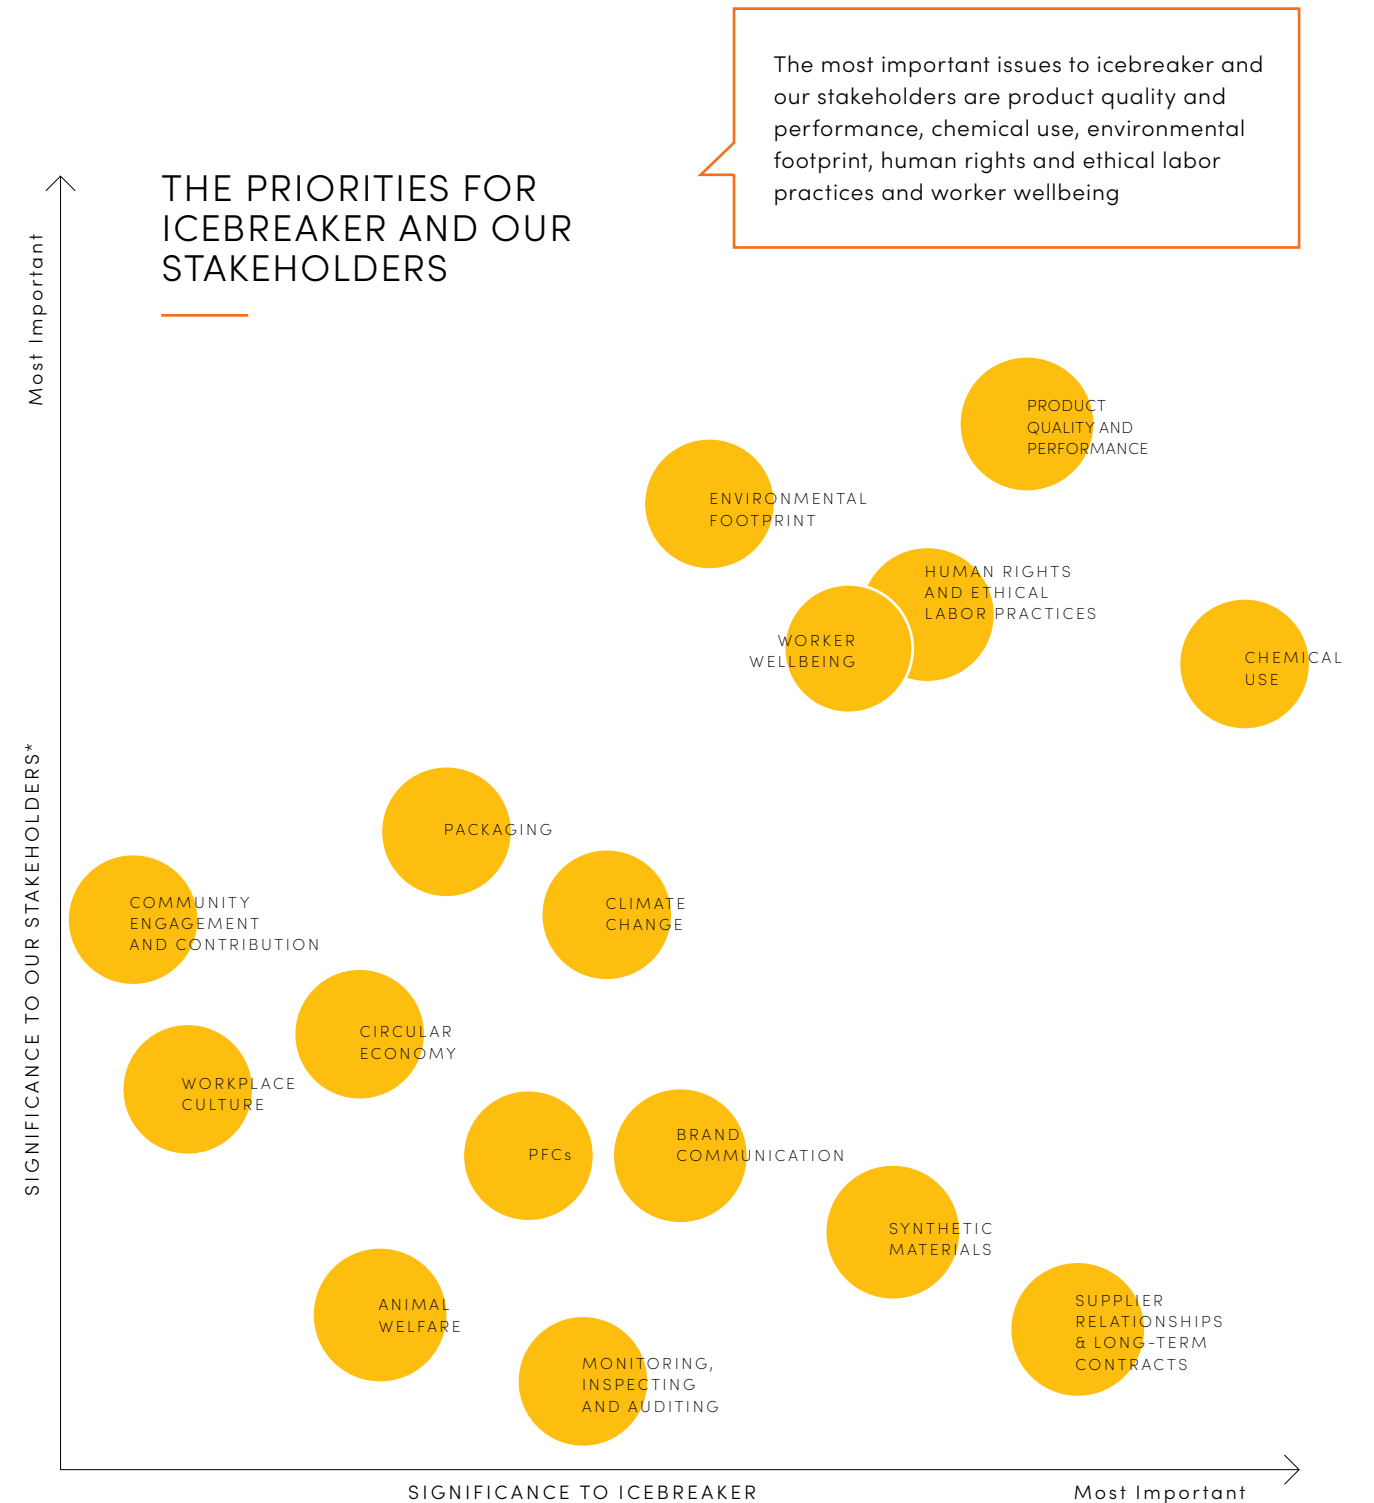 The most important issues to icebreaker and
our stakeholders are product quality and
performance, chemical use, environmental
footprint, human rights and ethical labor
practices and worker wellbeing
THE PRIORITIES FOR
ICEBREAKER AND OUR
STAKEHOLDERS
Most Important
SIGNIFICANCE TO OUR STAKEHOLDERS*
PRODUCT
QUALITY AND
PERFORMANCE
ENVIRONMENTAL
FOOTPRINT
HUMAN RIGHTS
AND ETHICAL
LABOR PRACTICES
WORKER
WELLBEING
CHEMICAL
USE
PACKAGING
COMMUNITY
ENGAGEMENT
AND CONTRIBUTION
CLIMATE
CHANGE
CIRCULAR
ECONOMY
WORKPLACE
CULTURE
PFCs
BRAND
COMMUNICATION
SYNTHETIC
MATERIALS
ANIMAL
WELFARE
SUPPLIER
RELATIONSHIPS
& LONG-TERM
CONTRACTS
MONITORING,
INSPECTING
AND AUDITING
SIGNIFICANCE TO ICEBREAKER
Most Important